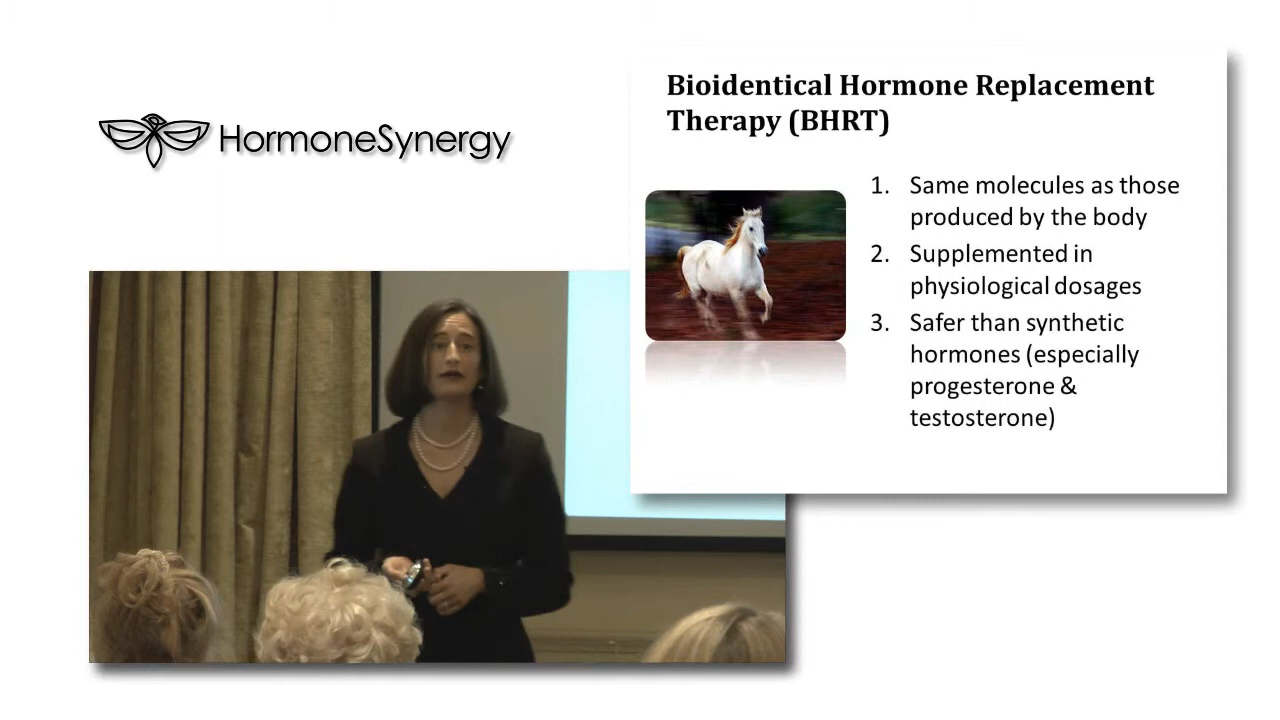 HormoneSynergy
Bioidentical Hormone Replacement
Therapy (BHRT)
1. Same molecules as those
produced by the body
2. Supplemented in
physiological dosages
3. Safer than synthetic
hormones (especially
progesterone &
testosterone)